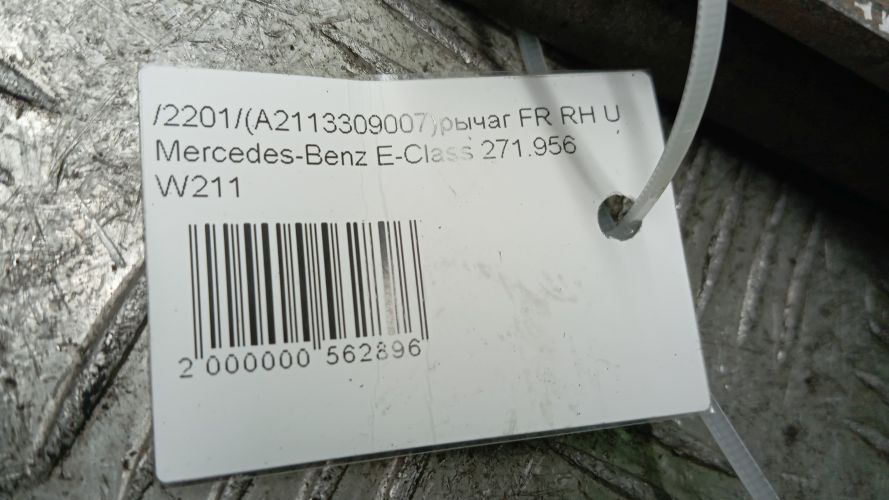 /2201/(A2113309007)рычаг FR RH U
Mercedes-Benz E-Class 271.956
W211
2 000000 562896